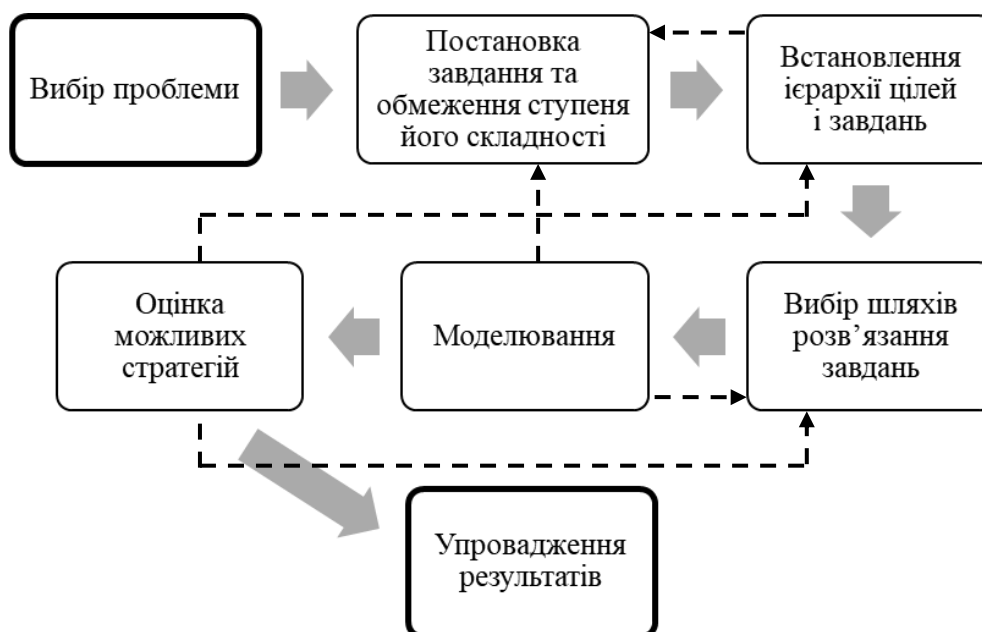 Вибір проблеми
Постановка
завдання та
обмеження ступеня
його складності
Встановлення
ієрархії цілей
і завдань
Оцінка
можливих
стратегій
Моделювання
Вибір шляхів
розв’язання
завдань
Упровадження
результатів